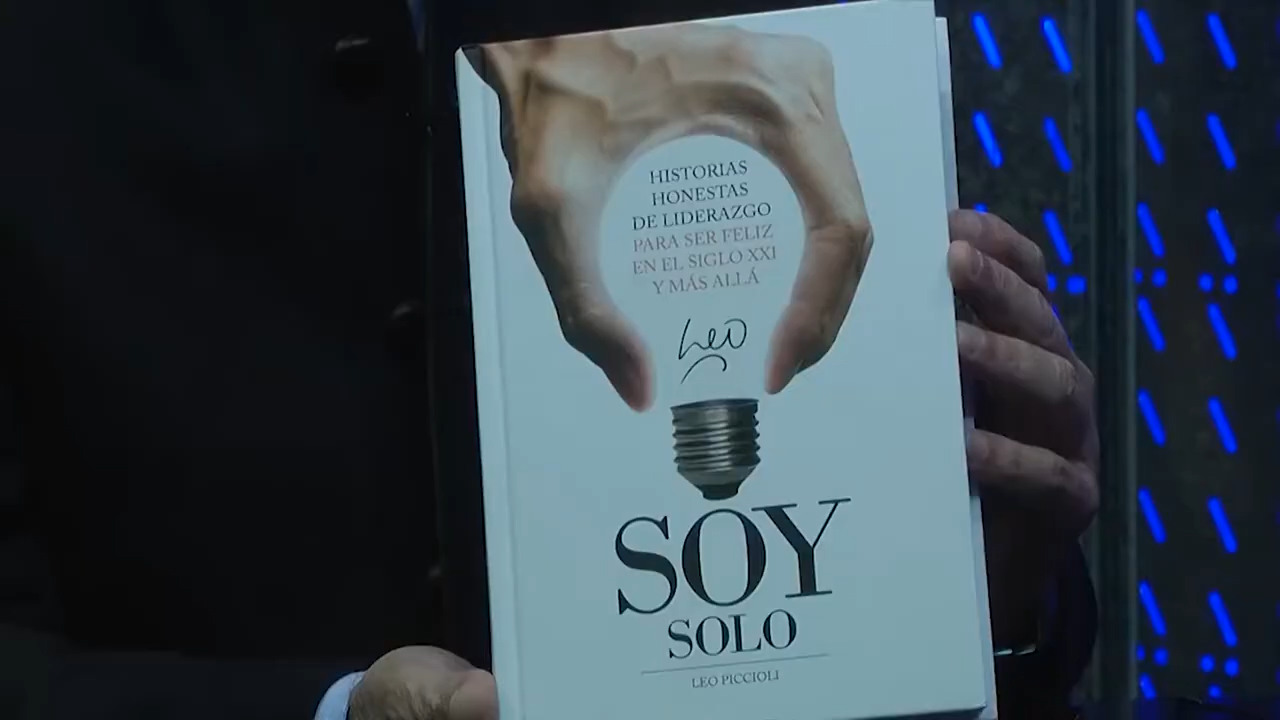 HISTORIAS
HONESTAS
DE LIDERAZGO
PARA SER FELIZ
EN EL SIGLO XXI
Y MÁS ALLÁ
Leo
SOY
SOLO
LEO PICCIOLI